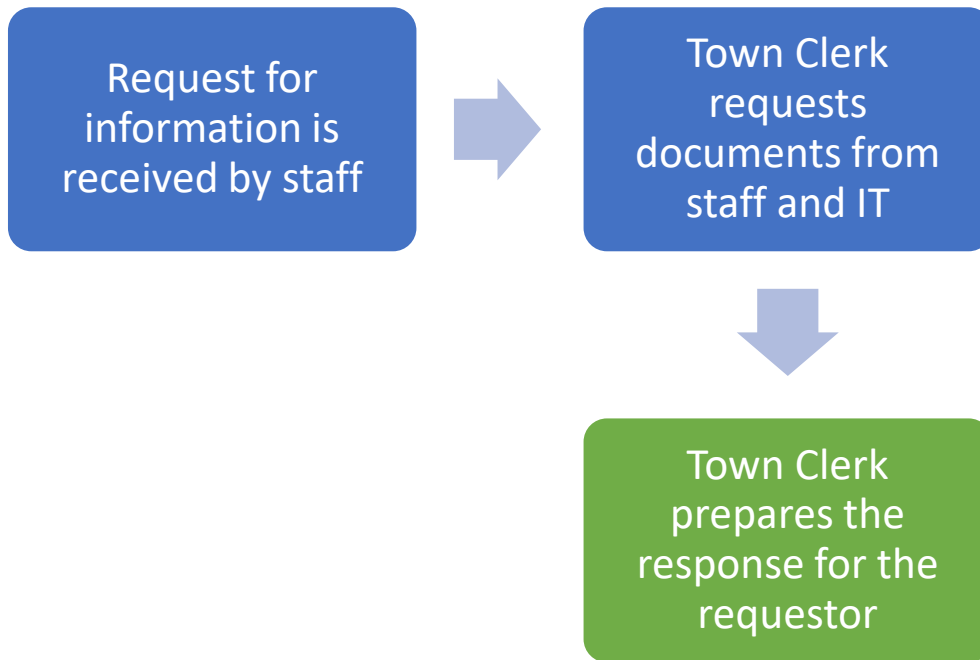 Request for
information is
received by staff
Town Clerk
requests
documents from
staff and IT
Town Clerk
prepares the
response for the
requestor